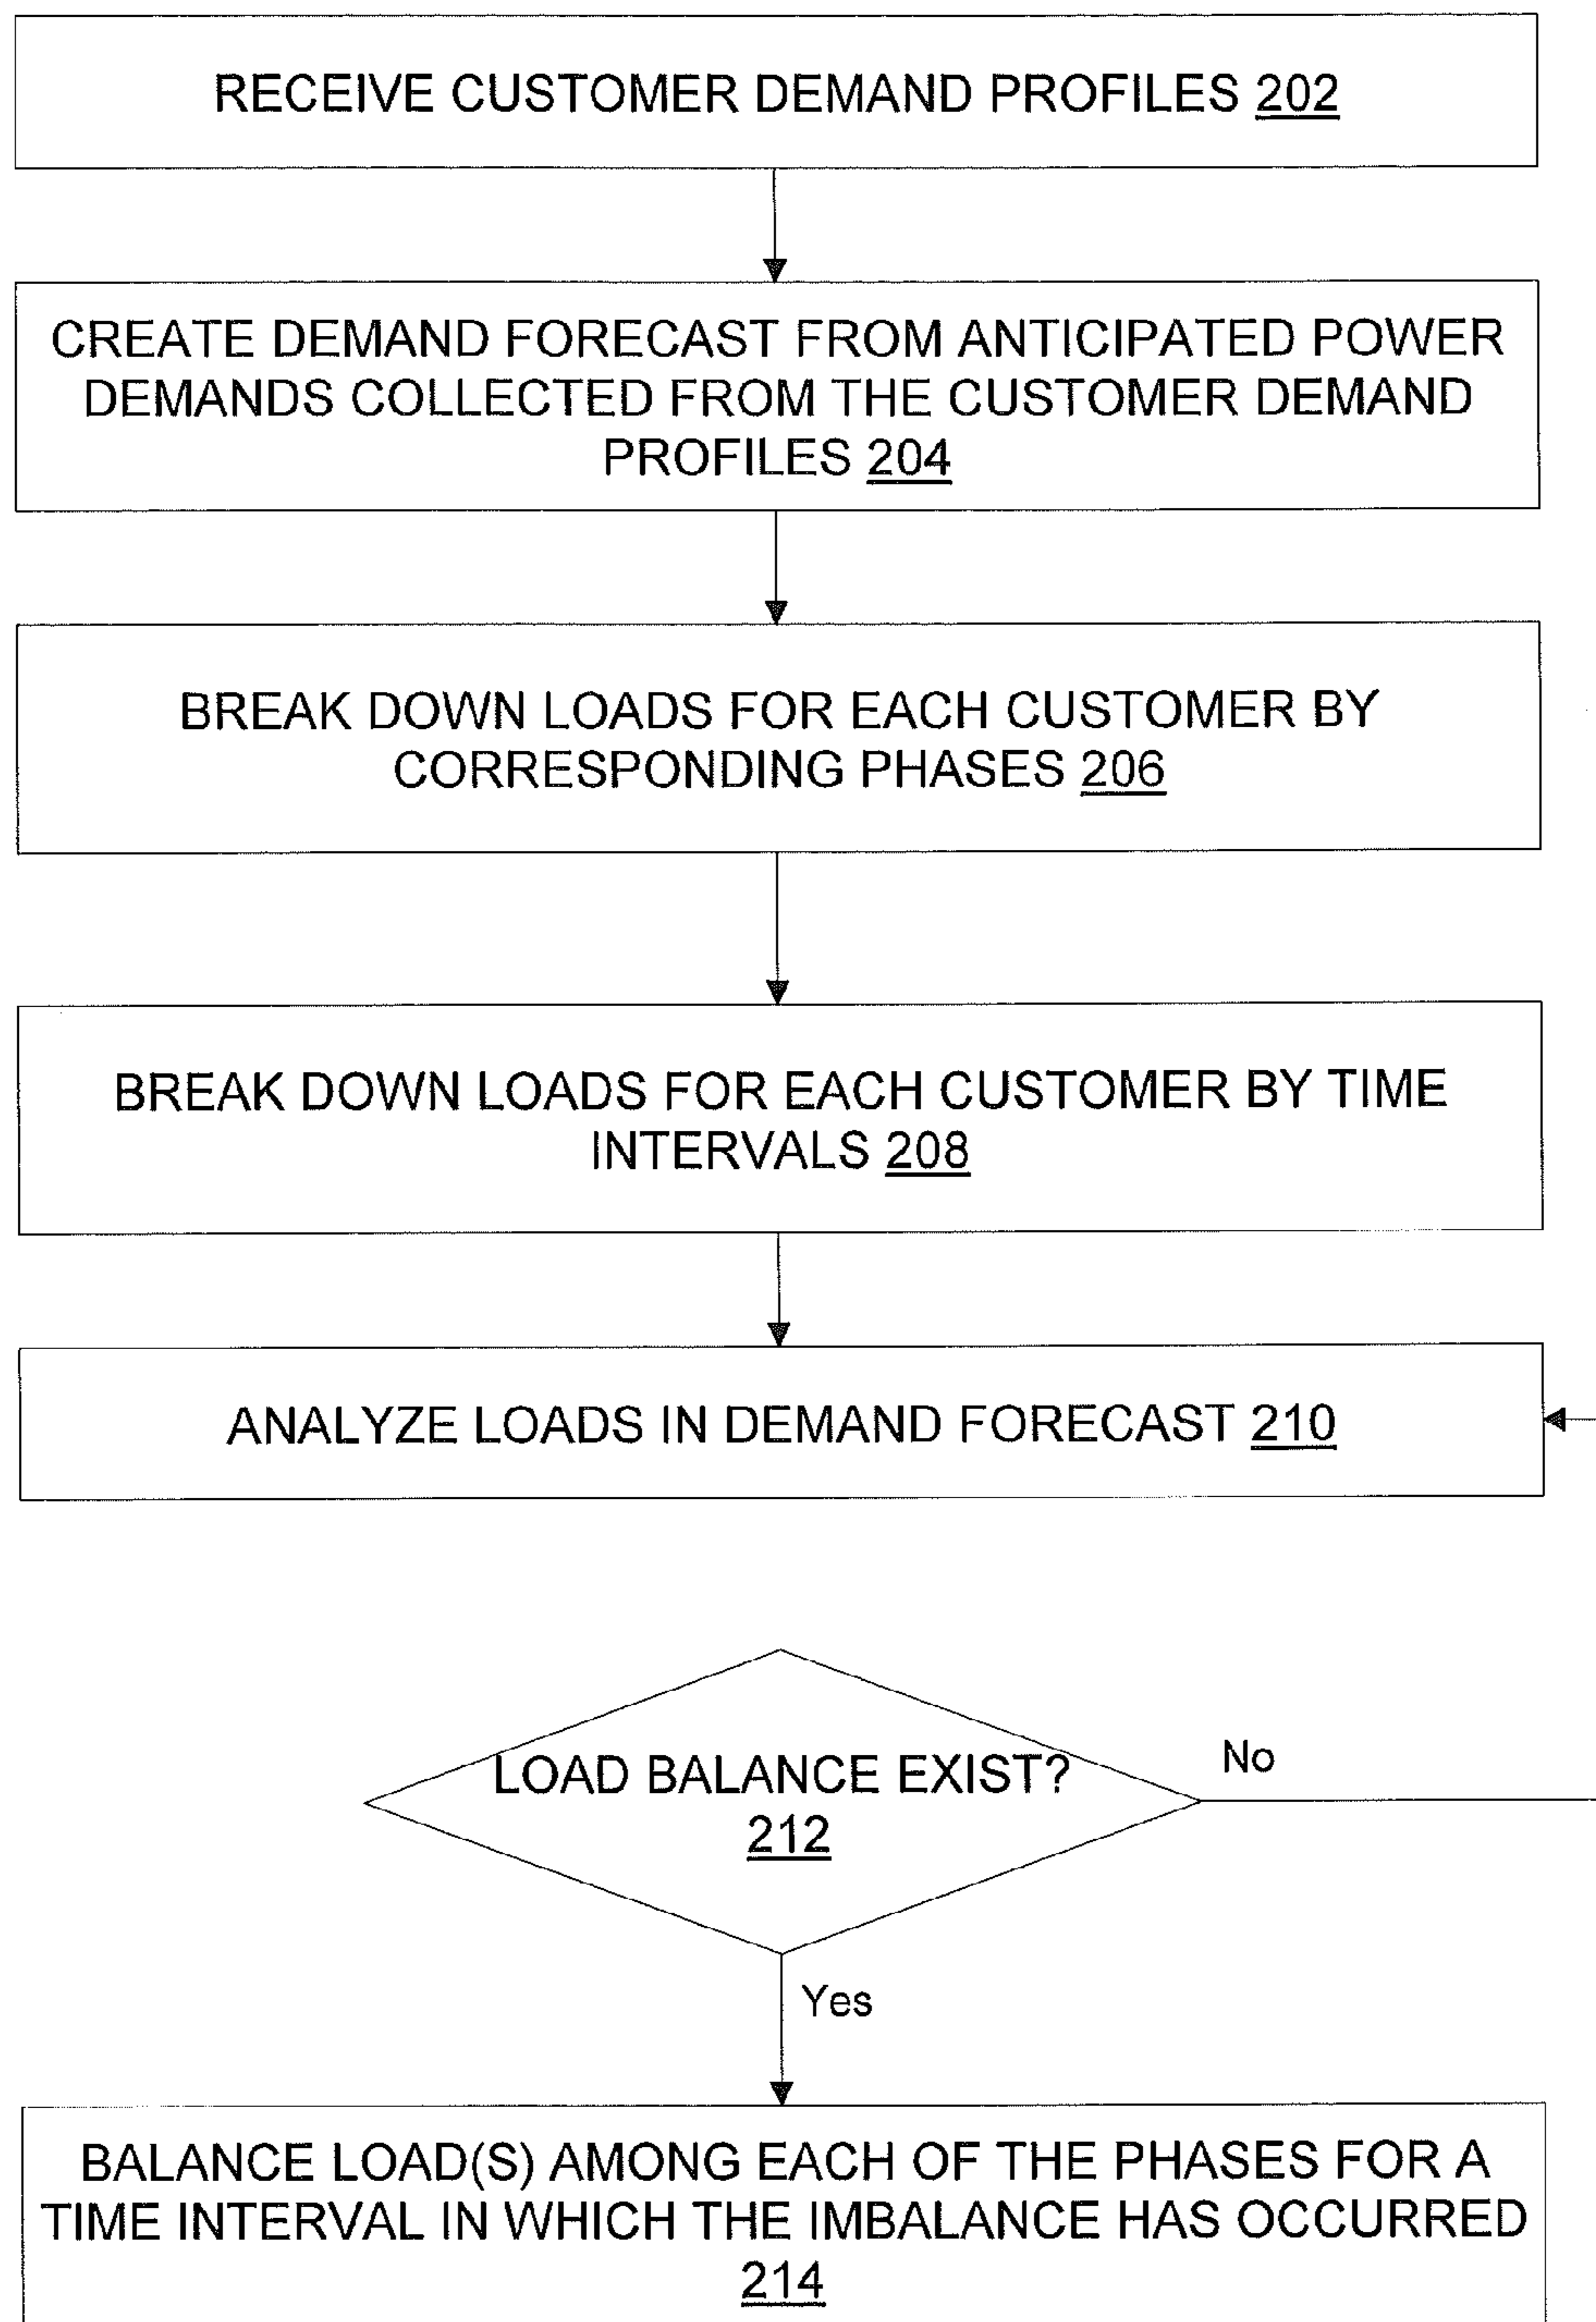 RECEIVE CUSTOMER DEMAND PROFILES 202
CREATE DEMAND FORECAST FROM ANTICIPATED POWER
DEMANDS COLLECTED FROM THE CUSTOMER DEMAND
PROFILES 204
BREAK DOWN LOADS FOR EACH CUSTOMER BY
CORRESPONDING PHASES 206
BREAK DOWN LOADS FOR EACH CUSTOMER BY TIME
INTERVALS 208
ANALYZE LOADS IN DEMAND FORECAST 210
LOAD BALANCE EXIST?
212
No
Yes
BALANCE LOAD(S) AMONG EACH OF THE PHASES FOR A
TIME INTERVAL IN WHICH THE IMBALANCE HAS OCCURRED
214